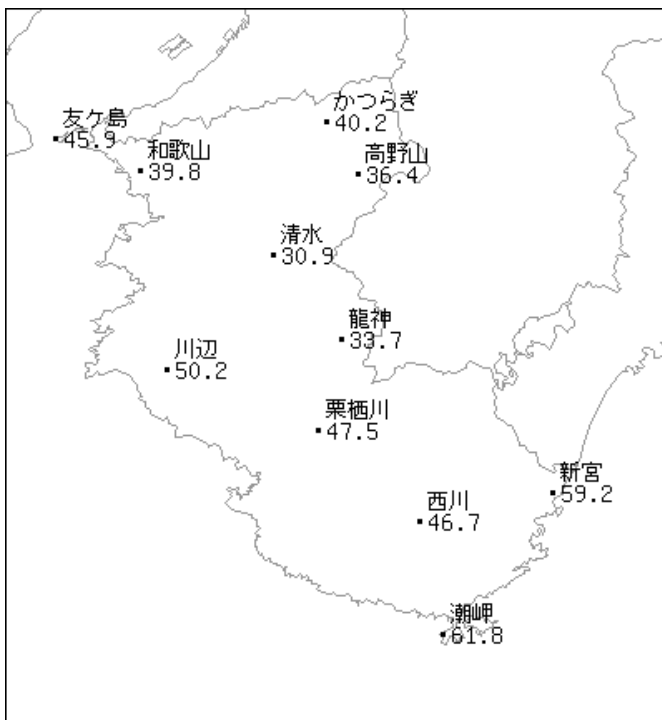 かつらぎ
40.2
友ケ島
45.9
和歌山
39.8
高野山
36.4
清水
30.9
龍神
33.7
川辺
50.2
栗栖川
47.5
新宮
59.2
西川
46.7
潮岬
61.8